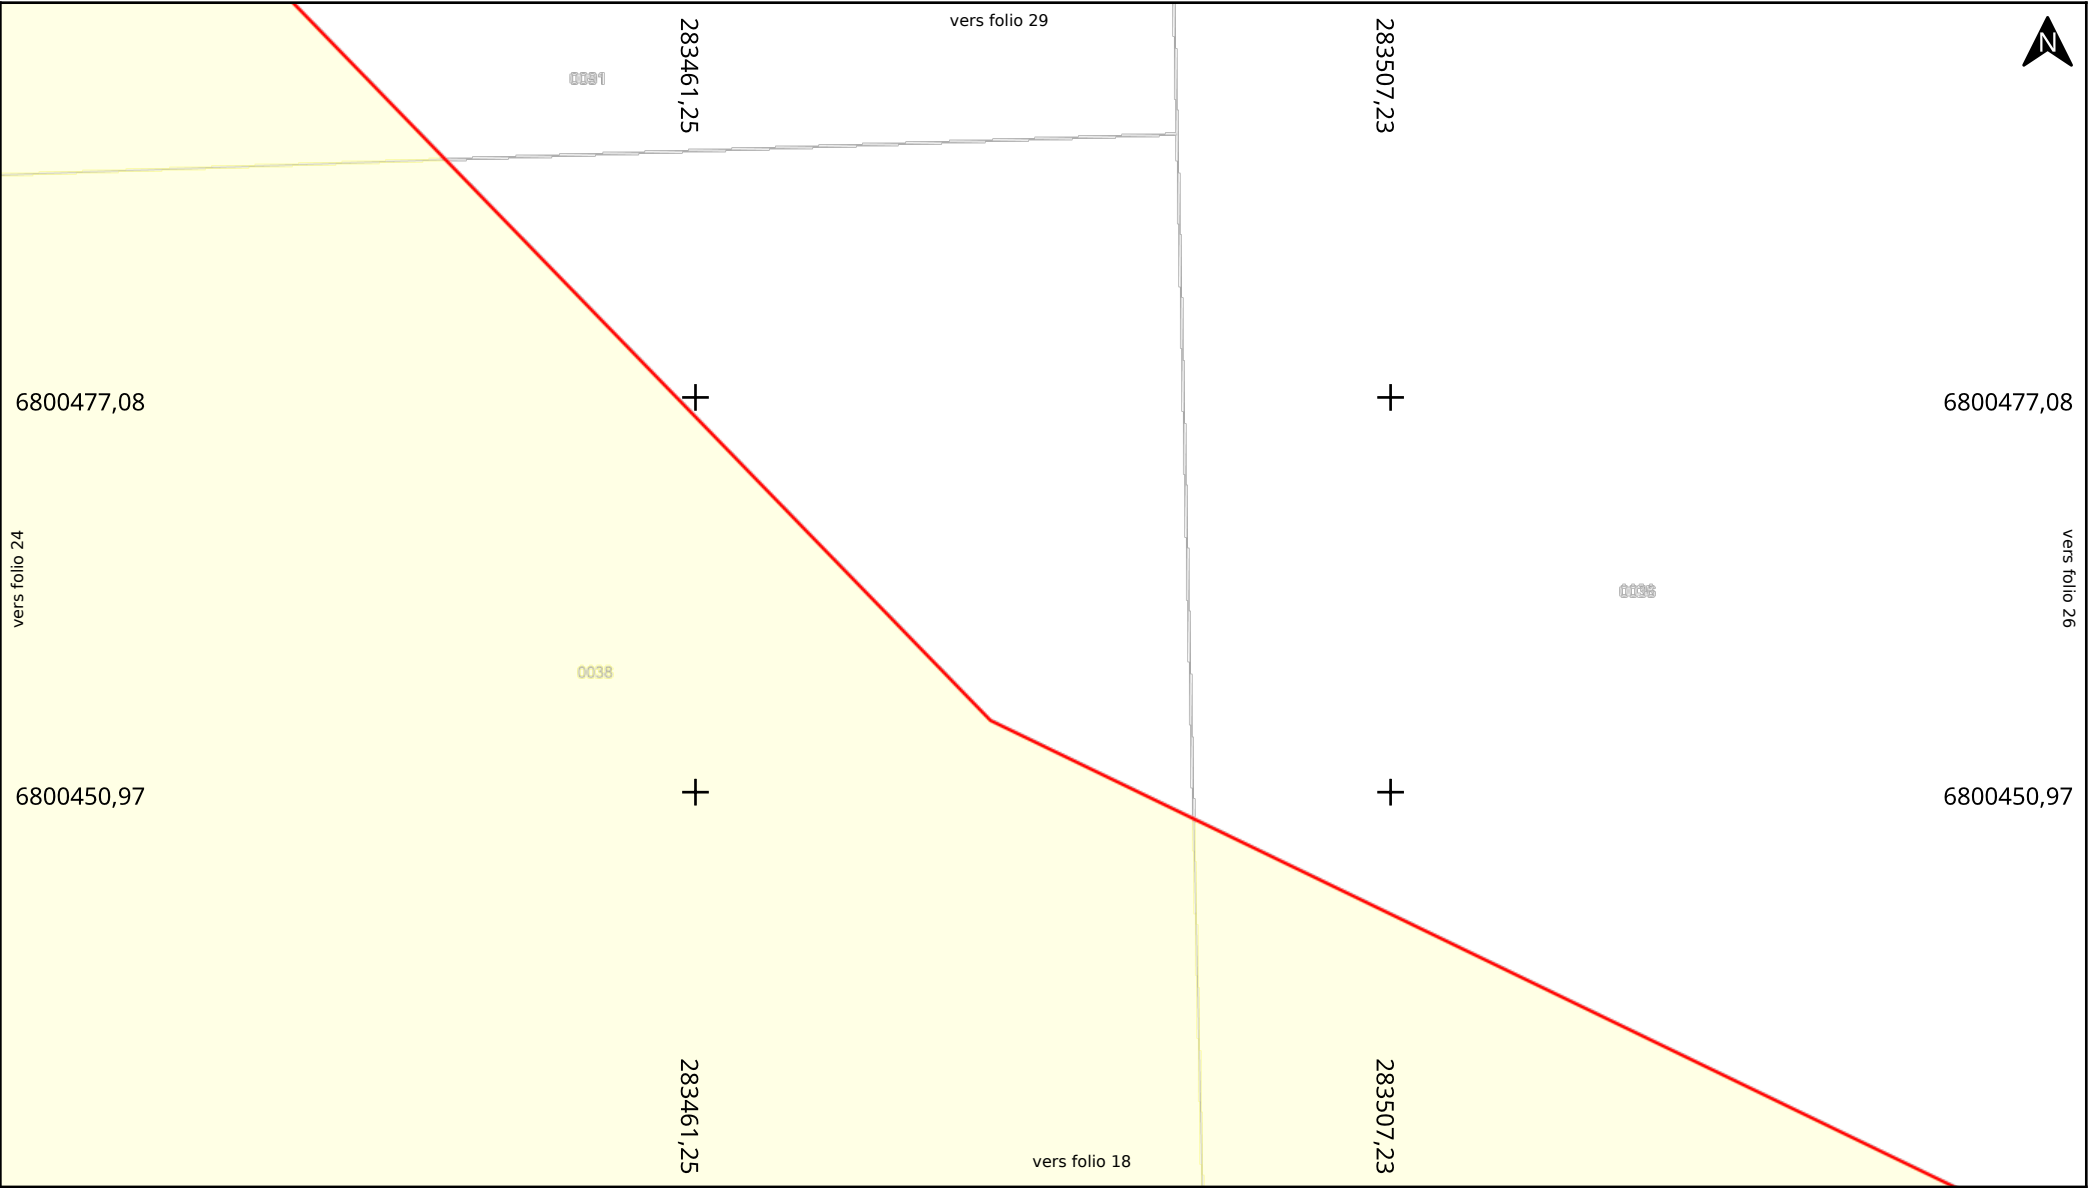 vers folio 29
N
283461,25
283507,23
0091
6800477,08
6800477,08
vers folio 24
vers folio 26
0036
0038
6800450,97
6800450,97
283461,25
283507,23
vers folio 18